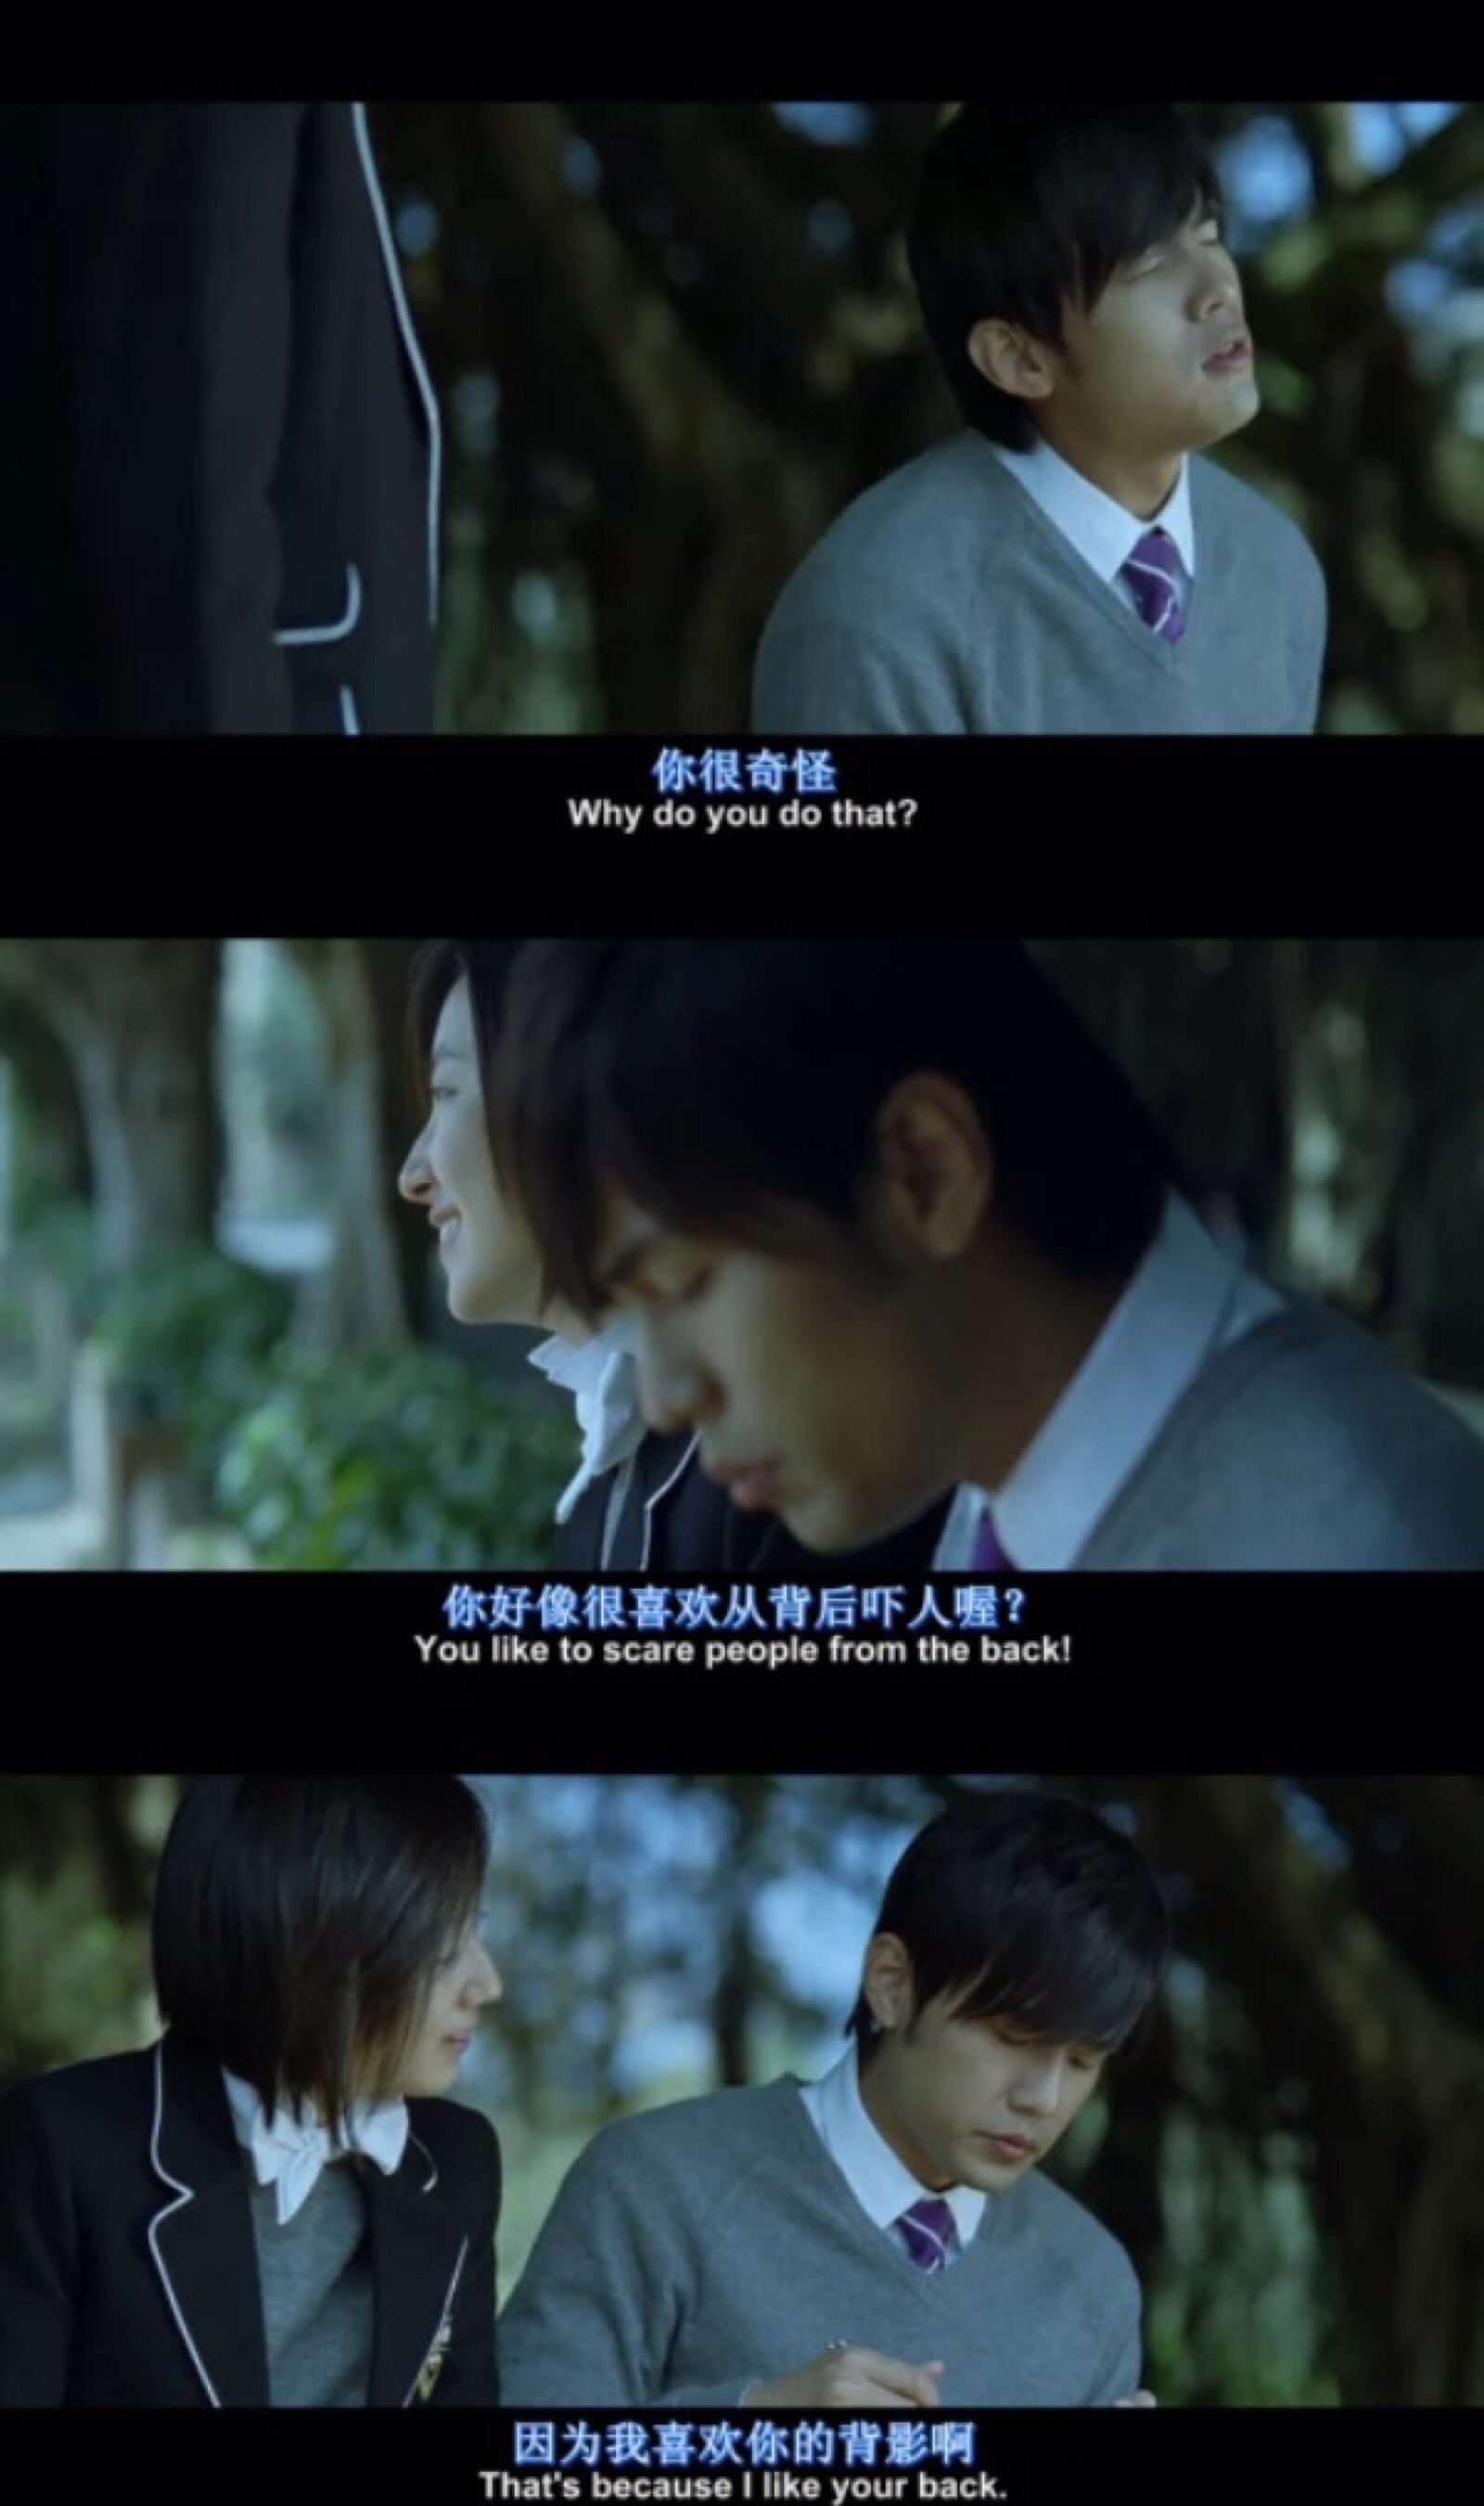 你很奇怪
Why do you do that?
你好像很喜欢从背后吓人喔？
You like to scare people from the back!
因为我喜欢你的背影啊
That's because I like your back.